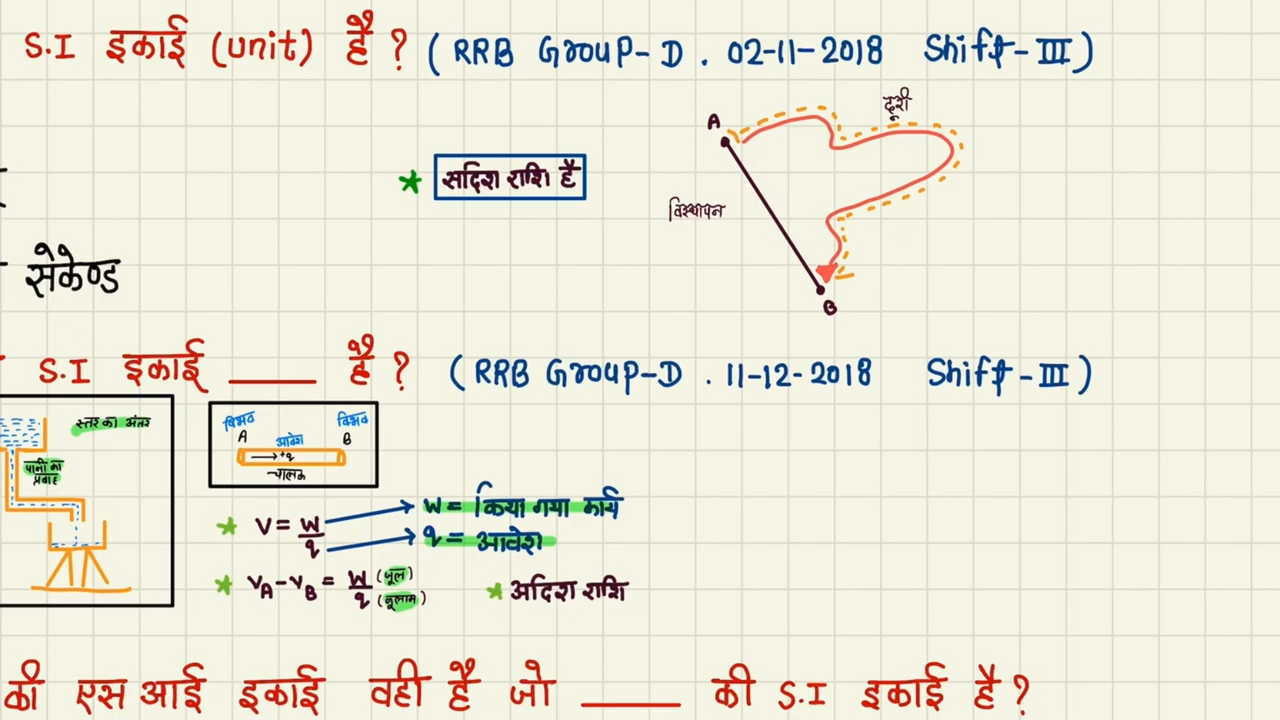 S.I इकाई (unit) है ? ( RRB Group-D . 02-11-2018 Shift-III )
दूरी
A
* सदिश राशि है
विस्थापन
सेकेण्ड
B
S.I इकाई ____ है ? ( RRB Group-D . 11-12-2018 Shift-III )
स्तर का अंतर
विभव विभव
A आवेश B
→ +q
चालक
पानी का
प्रवाह
* V = W/q
W = किया गया कार्य
q = आवेश
* VA - VB = W/q (जूल) (कूलाम)
* अदिश राशि
की एस आई इकाई वही है जो ____ की S.I इकाई है ?